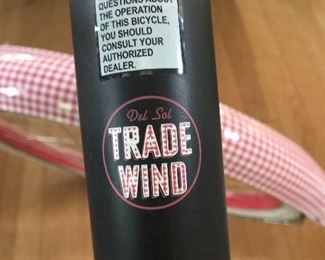 QUESTIONS ABOUT
THE OPERATION
OF THIS BICYCLE,
YOU SHOULD
CONSULT YOUR
AUTHORIZED
DEALER.
Del Sol
TRADE
WIND